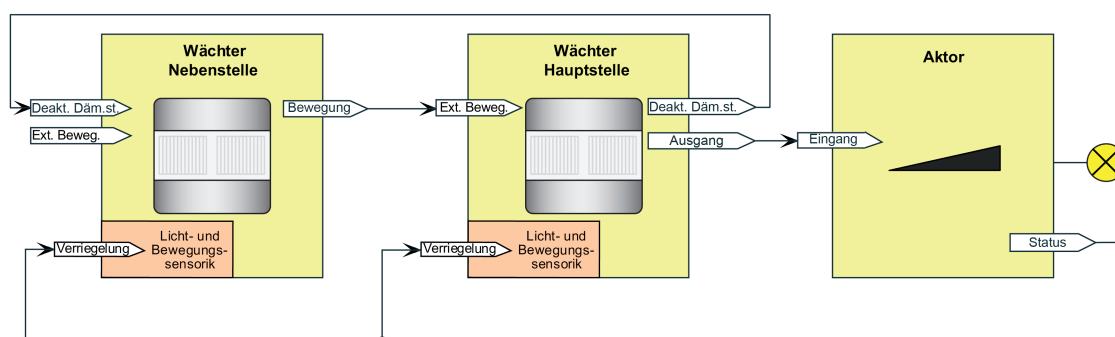 Wächter
Nebenstelle
Deakt. Däm.st.
Ext. Beweg.
Bewegung
Verriegelung
Licht- und
Bewegungs-
sensorik
Wächter
Hauptstelle
Ext. Beweg.
Deakt. Däm.st.
Ausgang
Verriegelung
Licht- und
Bewegungs-
sensorik
Aktor
Eingang
Status